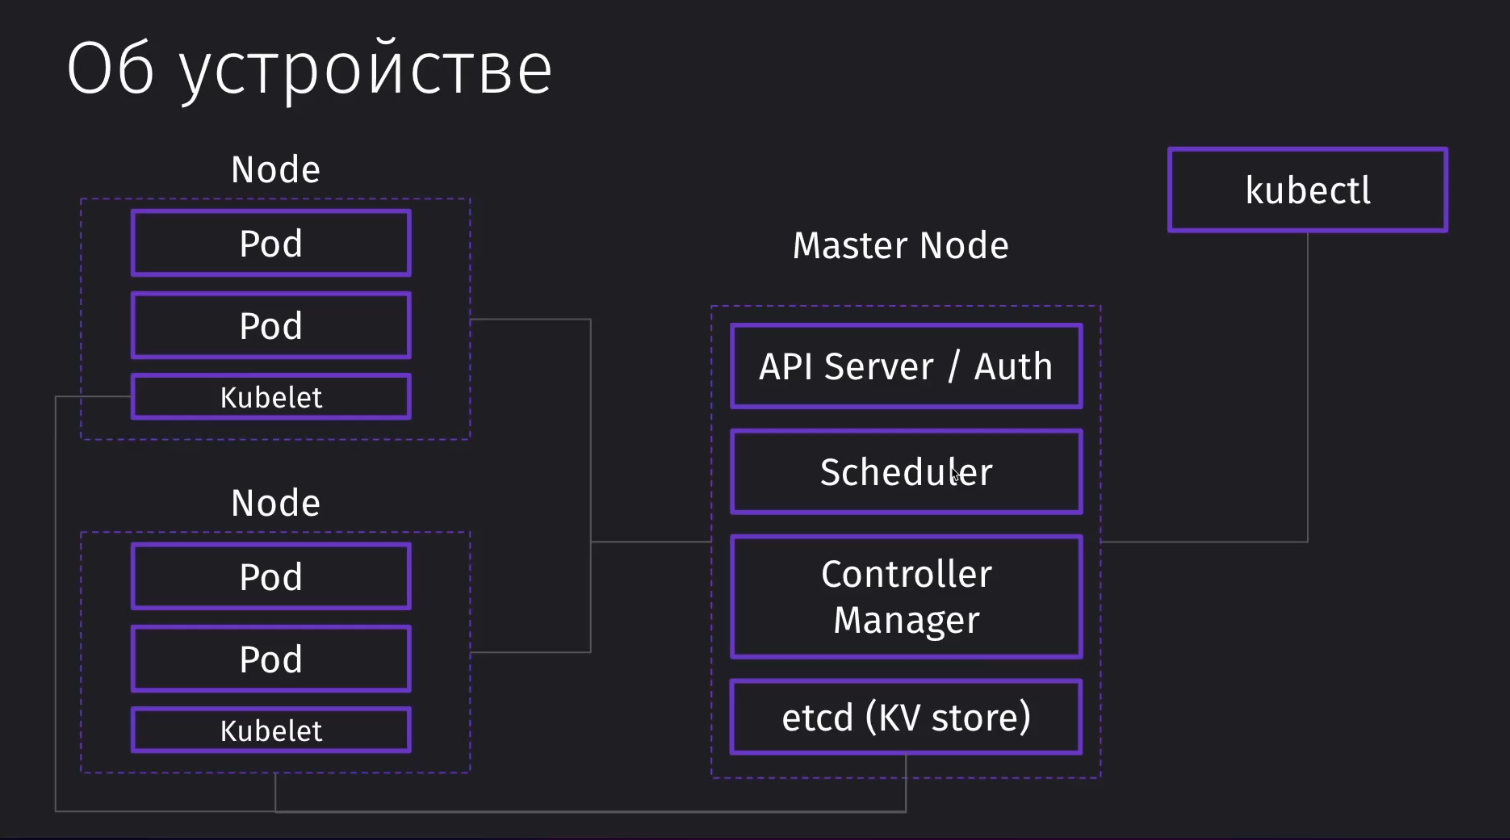 Об устройстве
Node
Pod
Pod
Kubelet
Node
Pod
Pod
Kubelet
Master Node
API Server / Auth
Scheduler
Controller
Manager
etcd (KV store)
kubectl